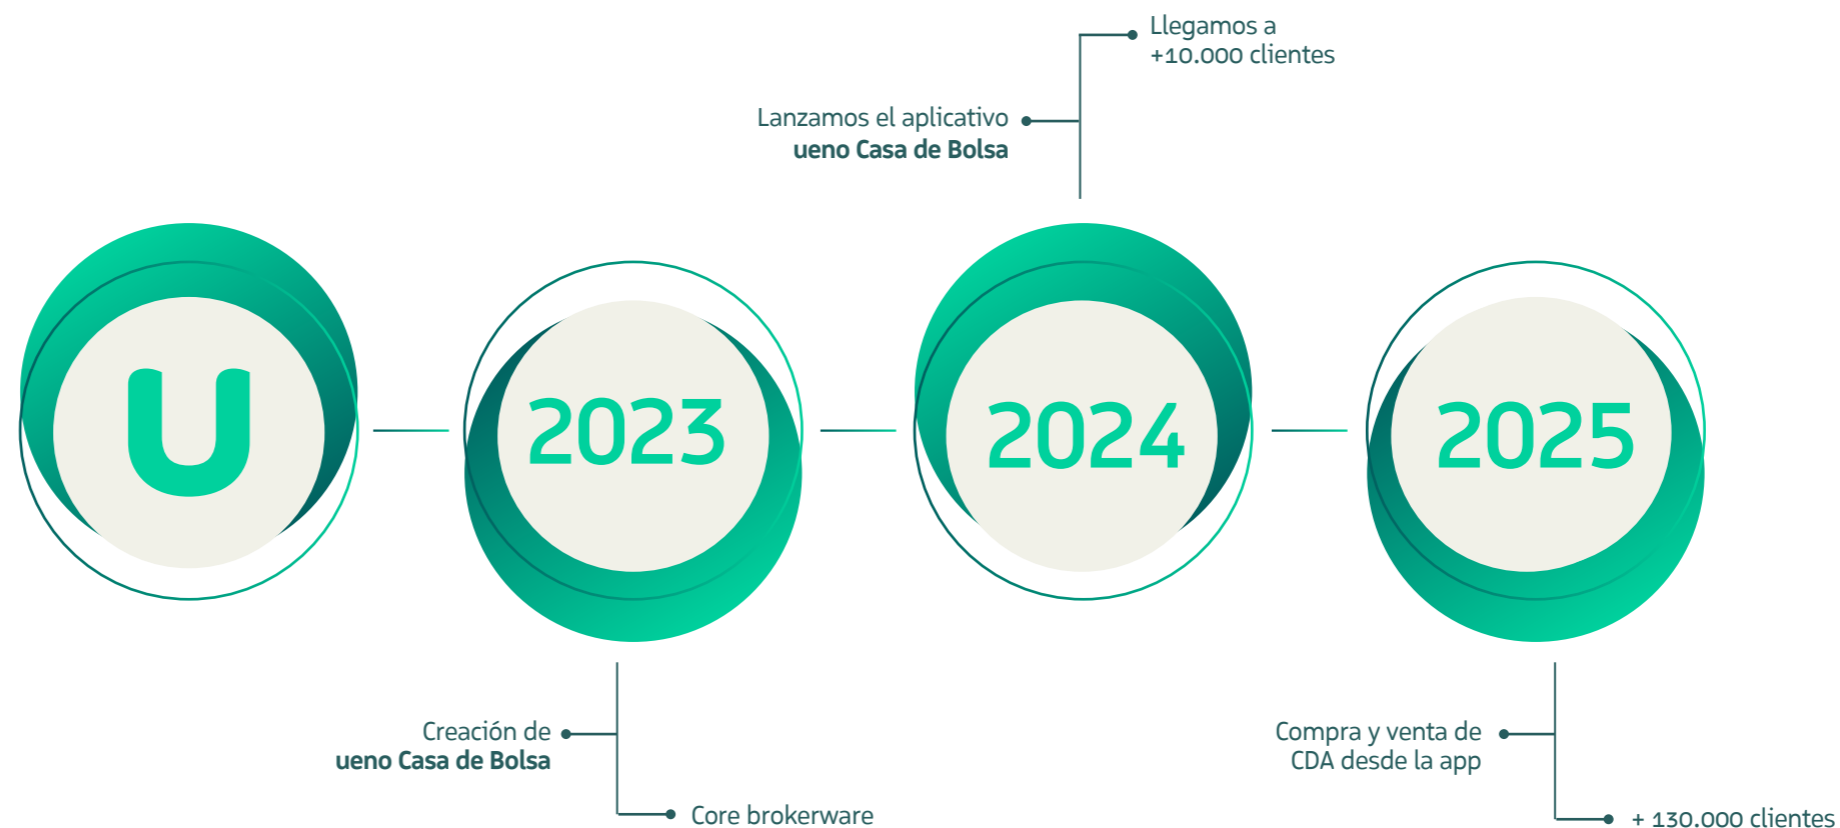 Llegamos a
+10.000 clientes
Lanzamos el aplicativo
ueno Casa de Bolsa
U
2023
2024
2025
Creación de
ueno Casa de Bolsa
Core brokerware
Compra y venta de
CDA desde la app
+ 130.000 clientes